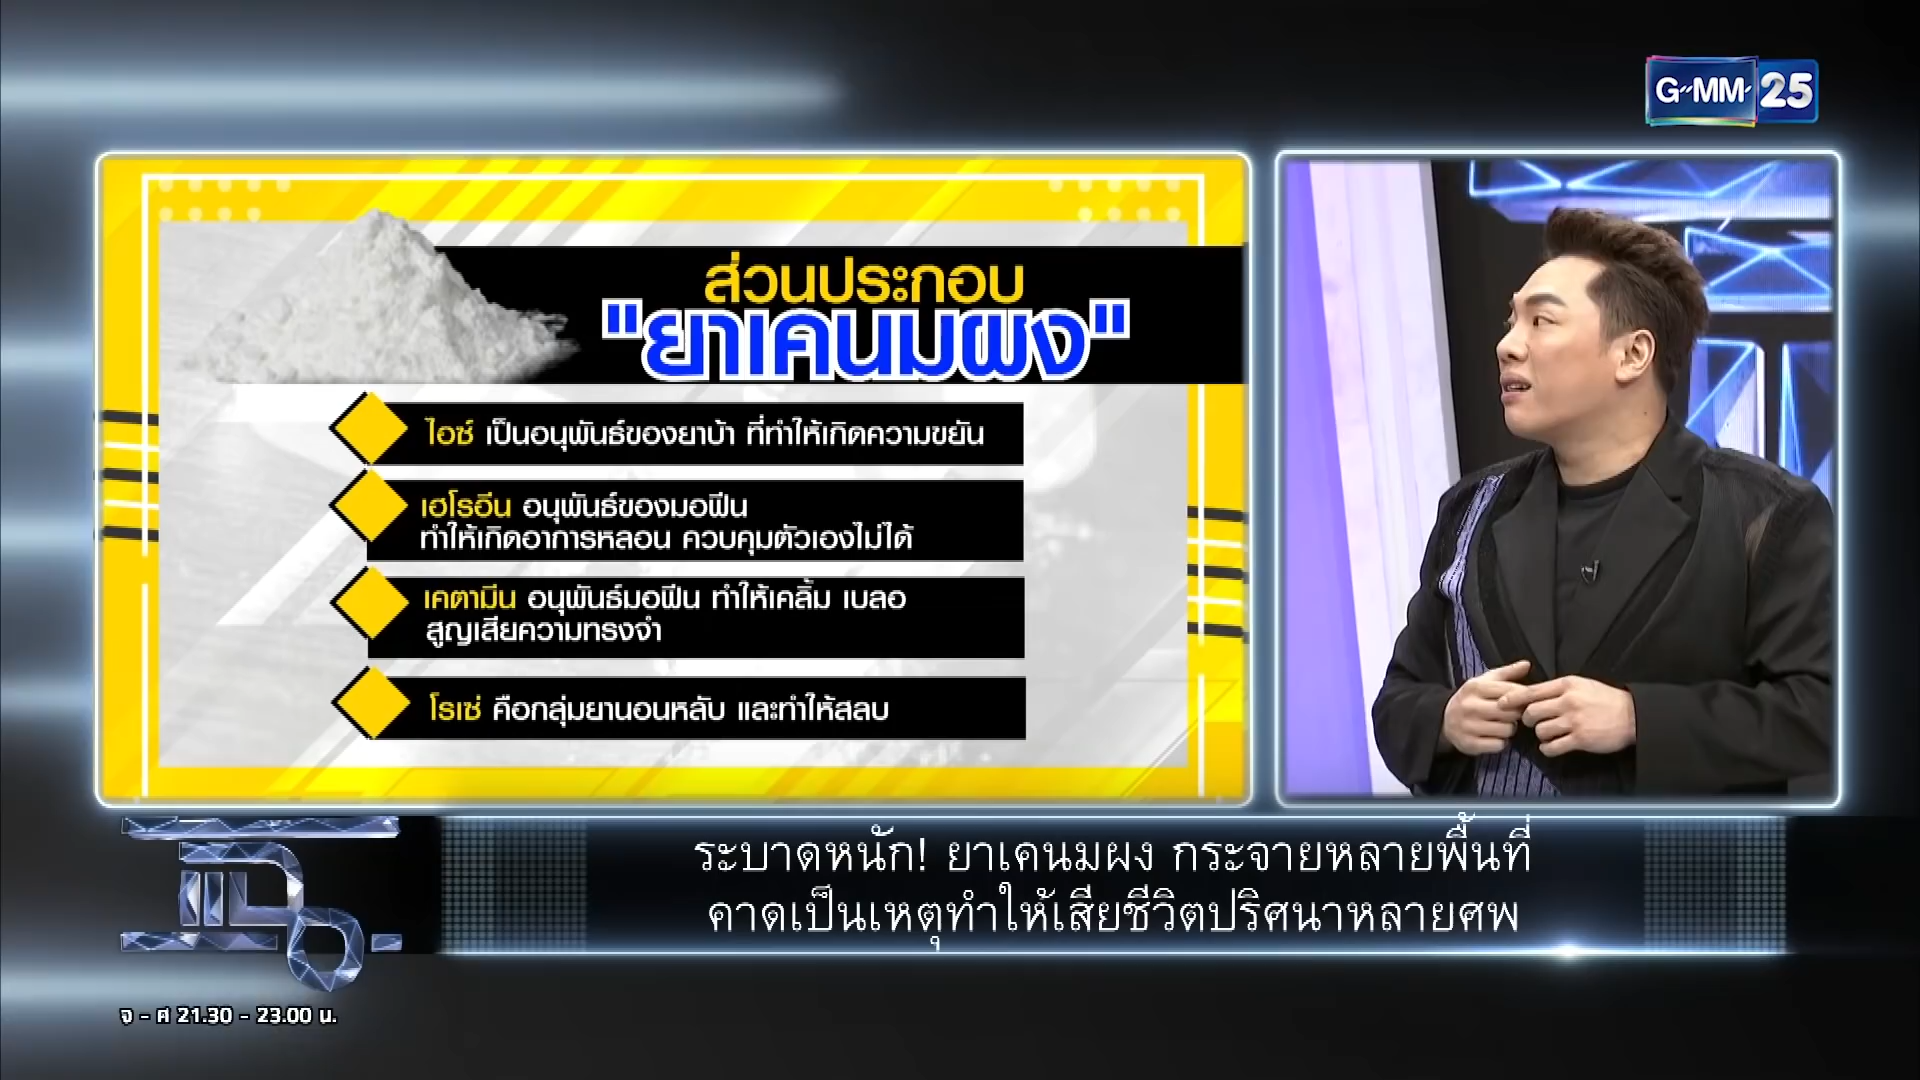 GMM 25
ส่วนประกอบ
"ยาเคนมผง"
ไอซ์ เป็นอนุพันธ์ของยาบ้า ที่ทำให้เกิดความขยัน
เฮโรอีน อนุพันธ์ของมอฟีน
ทำให้เกิดอาการหลอน ควบคุมตัวเองไม่ได้
เคตามีน อนุพันธ์มอฟีน ทำให้เคลิ้ม เบลอ
สูญเสียความทรงจำ
โรเซ่ คือกลุ่มยานอนหลับ และทำให้สลบ
ระบาดหนัก! ยาเคนมผง กระจายหลายพื้นที่
คาดเป็นเหตุทำให้เสียชีวิตปริศนาหลายศพ
แฉ
จ - ศ 21.30 - 23.00 น.